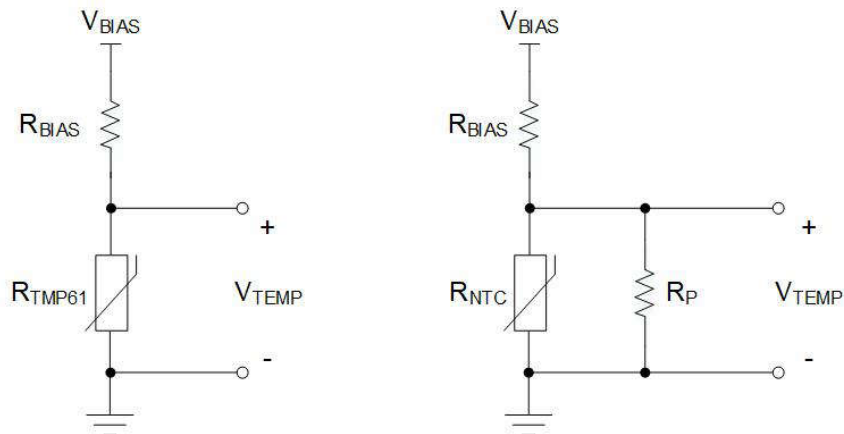 VBIAS
RBIAS
+
RTMP61
VTEMP
-
VBIAS
RBIAS
+
RNTC
RP
VTEMP
-